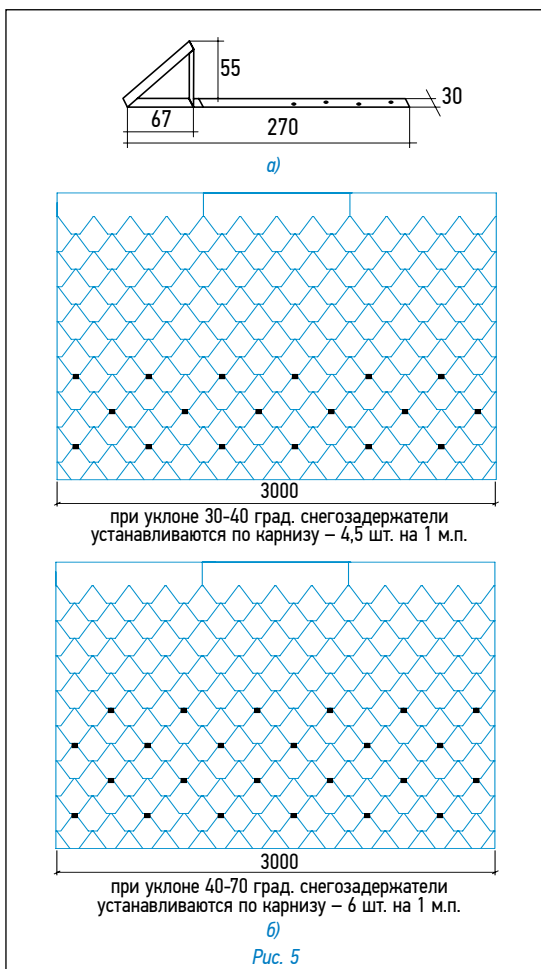 55
30
67
270
а)
3000
при уклоне 30-40 град. снегозадержатели
устанавливаются по карнизу – 4,5 шт. на 1 м.п.
3000
при уклоне 40-70 град. снегозадержатели
устанавливаются по карнизу – 6 шт. на 1 м.п.
б)
Рис. 5